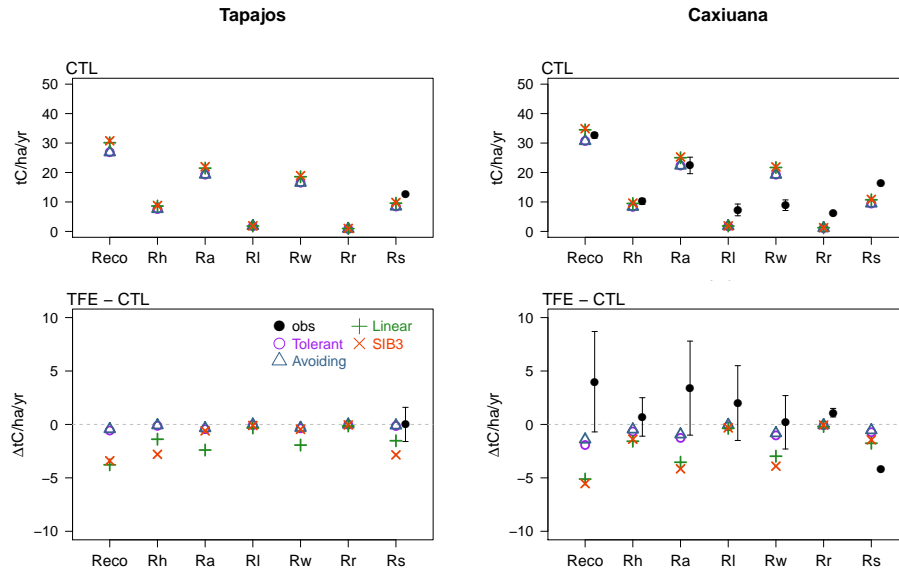 Tapajos
Caxiuana
CTL
tC/ha/yr
50
40
30
20
10
0
Reco Rh Ra Rl Rw Rr Rs
CTL
tC/ha/yr
50
40
30
20
10
0
Reco Rh Ra Rl Rw Rr Rs
TFE − CTL
ΔtC/ha/yr
10
5
0
−5
−10
obs Linear
Tolerant SIB3
Avoiding
Reco Rh Ra Rl Rw Rr Rs
TFE − CTL
ΔtC/ha/yr
10
5
0
−5
−10
Reco Rh Ra Rl Rw Rr Rs